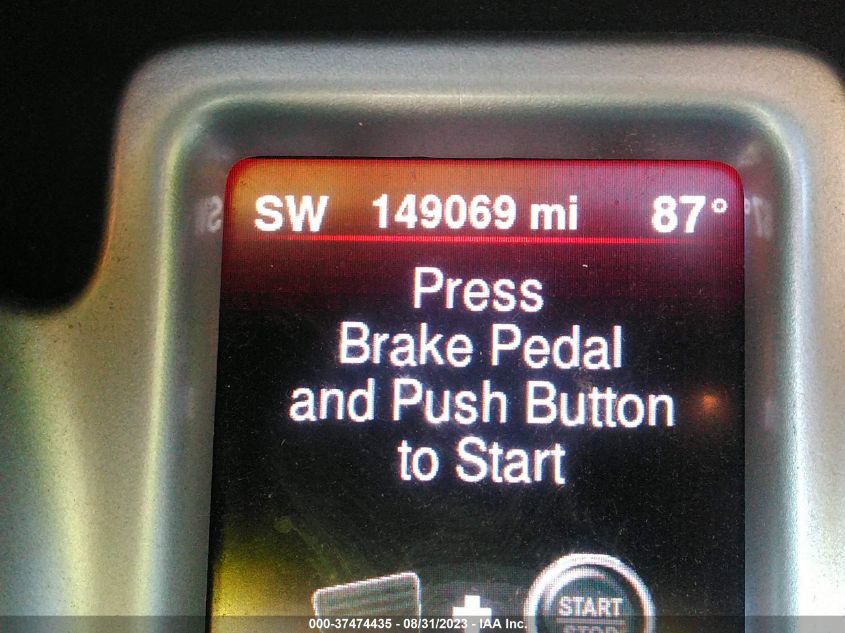 SW 149069 mi 87°
Press
Brake Pedal
and Push Button
to Start
START
STOP
000-37474435 - 08/31/2023 - IAA Inc.